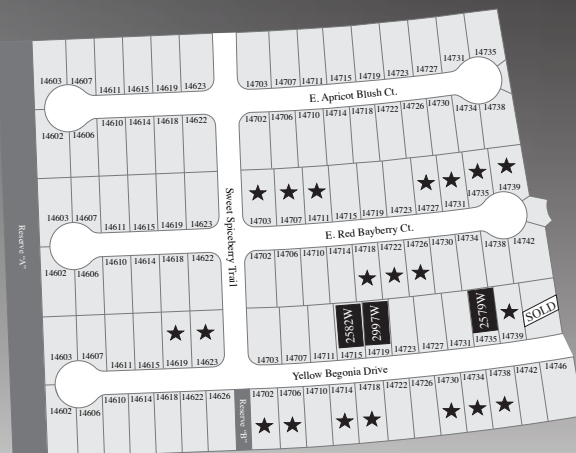 14603 14607 14611 14615 14619 14623
14703 14707 14711 14715 14719 14723 14727 14731 14735
E. Apricot Blush Ct.
14602 14606 14610 14614 14618 14622
14702 14706 14710 14714 14718 14722 14726 14730 14734 14738
14603 14607 14611 14615 14619 14623
14703 14707 14711 14715 14719 14723 14727 14731 14735 14739
Sweet Spiceberry Trail
Reserve "A"
E. Red Bayberry Ct.
14602 14606 14610 14614 14618 14622
14702 14706 14710 14714 14718 14722 14726 14730 14734 14738 14742
2582W
2997W
2579W
SOLD
14603 14607 14611 14615 14619 14623
14703 14707 14711 14715 14719 14723 14727 14731 14735 14739
Yellow Begonia Drive
14602 14606 14610 14614 14618 14622 14626
Reserve "B"
14702 14706 14710 14714 14718 14722 14726 14730 14734 14738 14742 14746